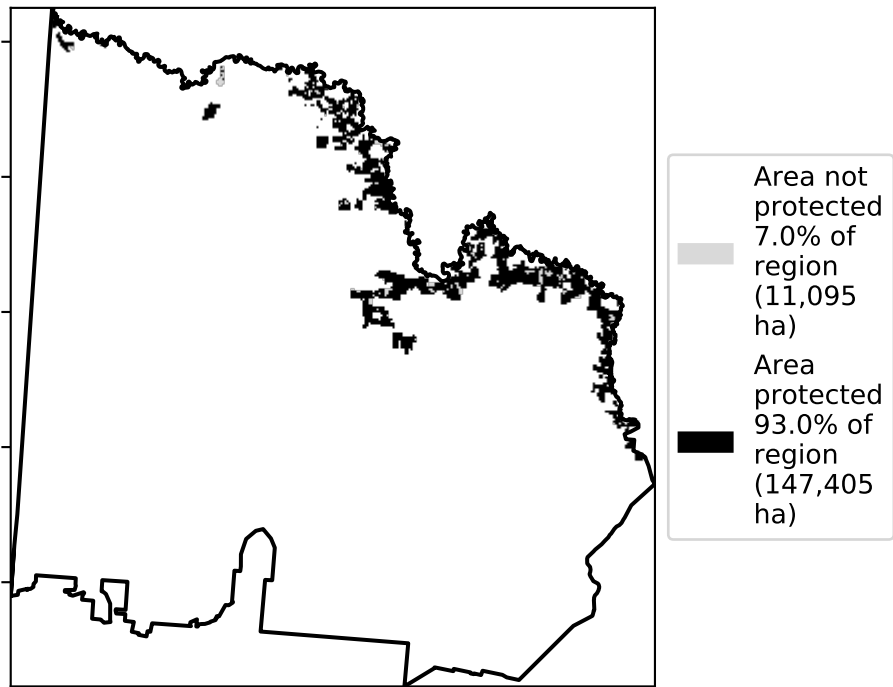 Area not
protected
7.0% of
region
(11,095
ha)
Area
protected
93.0% of
region
(147,405
ha)